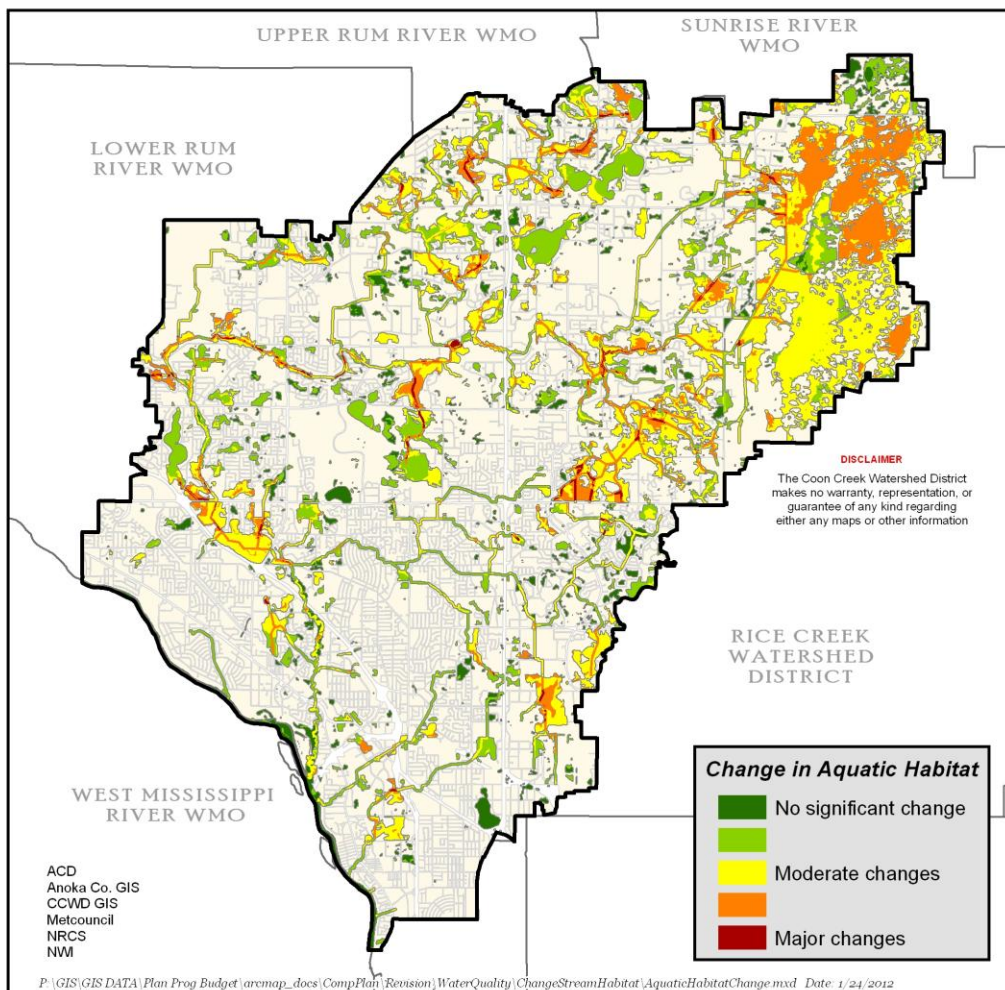 UPPER RUM RIVER WMO
SUNRISE RIVER
WMO
LOWER RUM
RIVER WMO
DISCLAIMER
The Coon Creek Watershed District
makes no warranty, representation, or
guarantee of any kind regarding
either any maps or other information
RICE CREEK
WATERSHED
DISTRICT
WEST MISSISSIPPI
RIVER WMO
Change in Aquatic Habitat
No significant change
Moderate changes
Major changes
ACD
Anoka Co. GIS
CCWD GIS
Metcouncil
NRCS
NWI
P:\GIS\GIS DATA\Plan Prog Budget\arcmap_docs\CompPlan\Revision\WaterQuality\ChangeStreamHabitat\AquaticHabitatChange.mxd Date: 1/24/2012